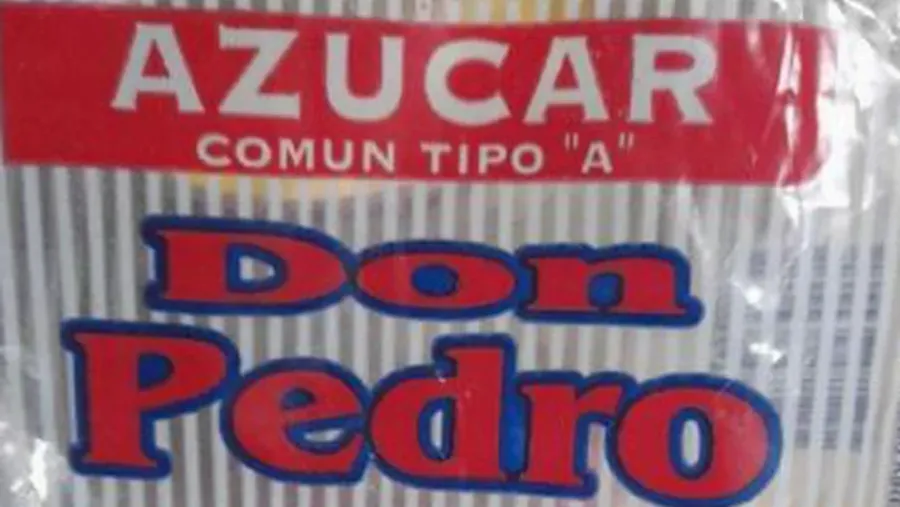 AZUCAR
COMUN TIPO "A"
Don
Pedro